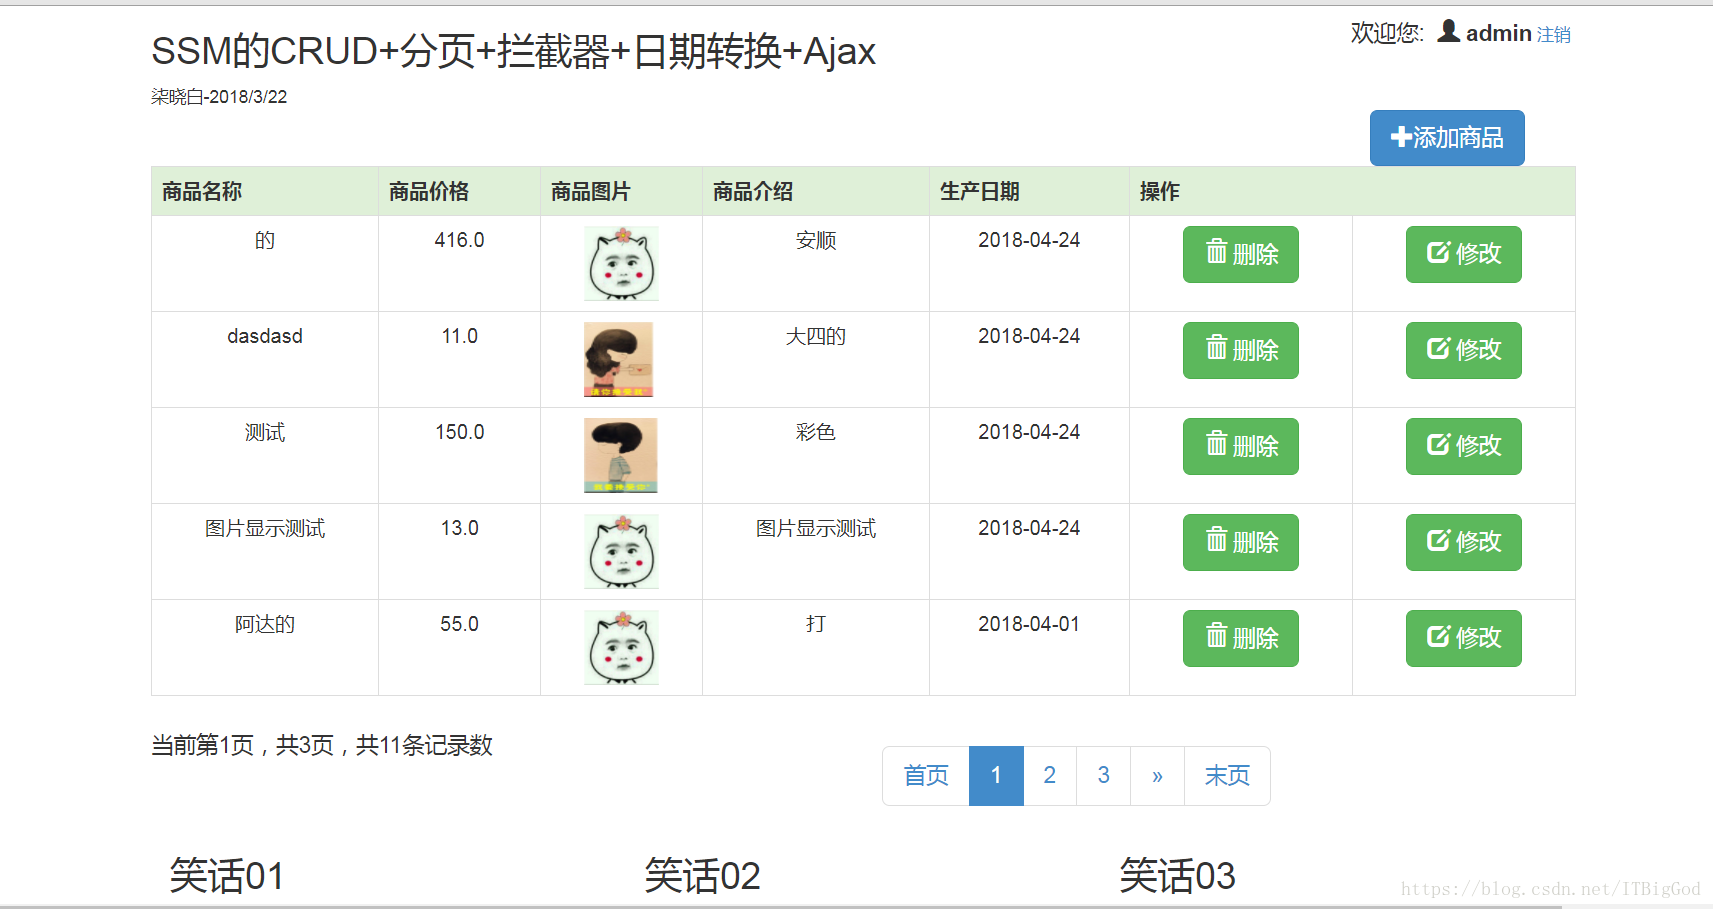 欢迎您: admin 注销
SSM的CRUD+分页+拦截器+日期转换+Ajax
柒晓白-2018/3/22
添加商品
商品名称 商品价格 商品图片 商品介绍 生产日期 操作
的 416.0 安顺 2018-04-24 删除 修改
dasdasd 11.0 大四的 2018-04-24 删除 修改
测试 150.0 彩色 2018-04-24 删除 修改
图片显示测试 13.0 图片显示测试 2018-04-24 删除 修改
阿达的 55.0 打 2018-04-01 删除 修改
当前第1页，共3页，共11条记录数
首页 1 2 3 » 末页
笑话01 笑话02 笑话03
https://blog.csdn.net/ITBigGod